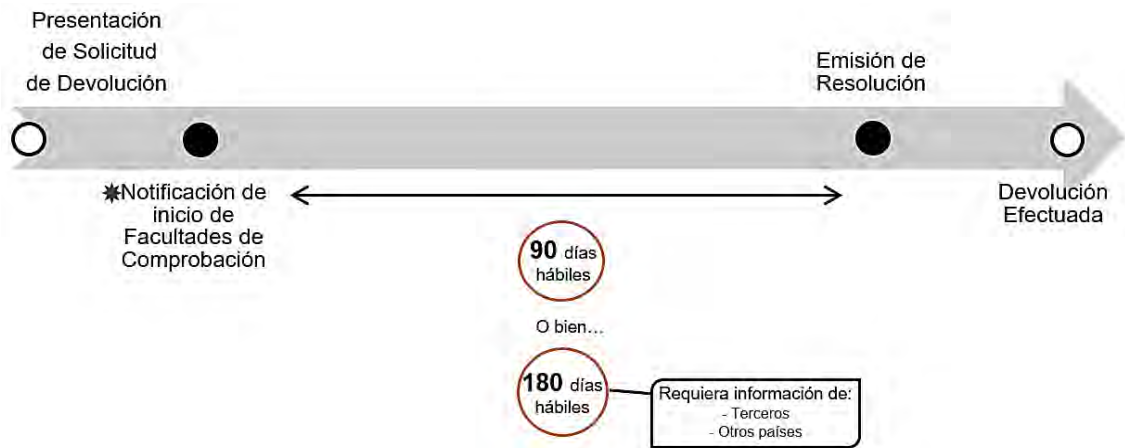 Presentación
de Solicitud
de Devolución
Emisión de
Resolución
✷Notificación de
inicio de
Facultades de
Comprobación
Devolución
Efectuada
90 días
hábiles
O bien…
180 días
hábiles
Requiera información de:
- Terceros
- Otros países